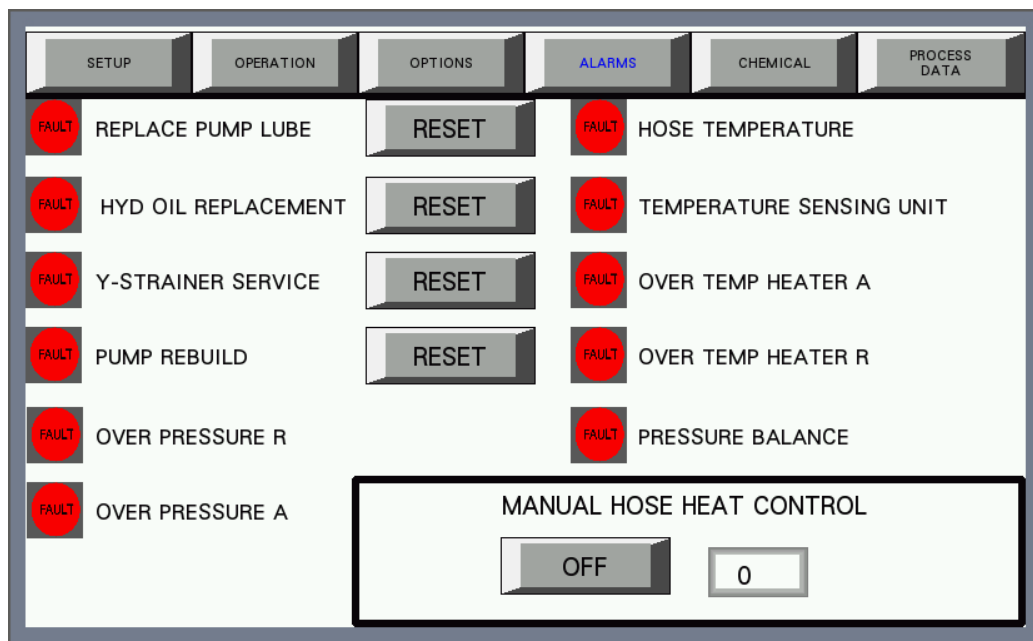 SETUP
OPERATION
OPTIONS
ALARMS
CHEMICAL
PROCESS
DATA
FAULT REPLACE PUMP LUBE RESET
FAULT HOSE TEMPERATURE
FAULT HYD OIL REPLACEMENT RESET
FAULT TEMPERATURE SENSING UNIT
FAULT Y-STRAINER SERVICE RESET
FAULT OVER TEMP HEATER A
FAULT PUMP REBUILD RESET
FAULT OVER TEMP HEATER R
FAULT OVER PRESSURE R
FAULT PRESSURE BALANCE
FAULT OVER PRESSURE A
MANUAL HOSE HEAT CONTROL
OFF 0